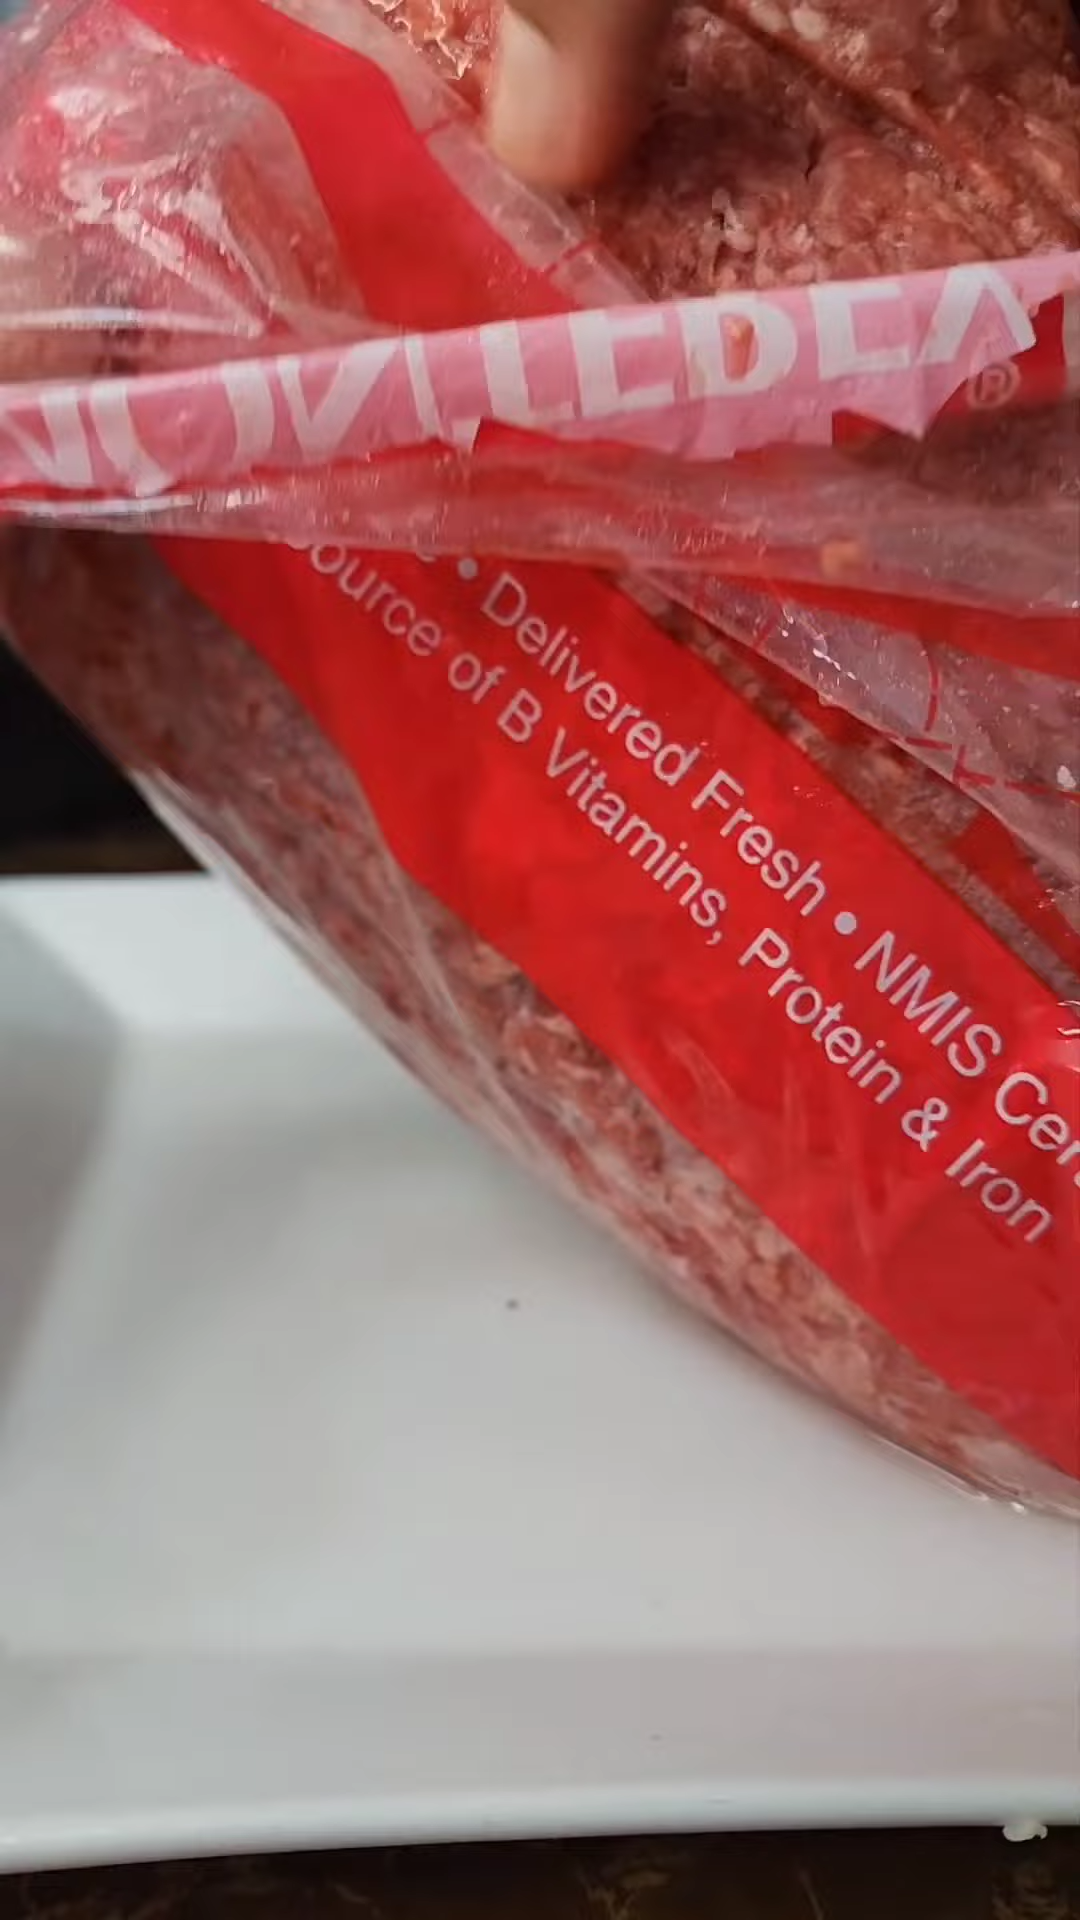 ®
• Delivered Fresh • NMIS
ource of B Vitamins, Protein & Iron